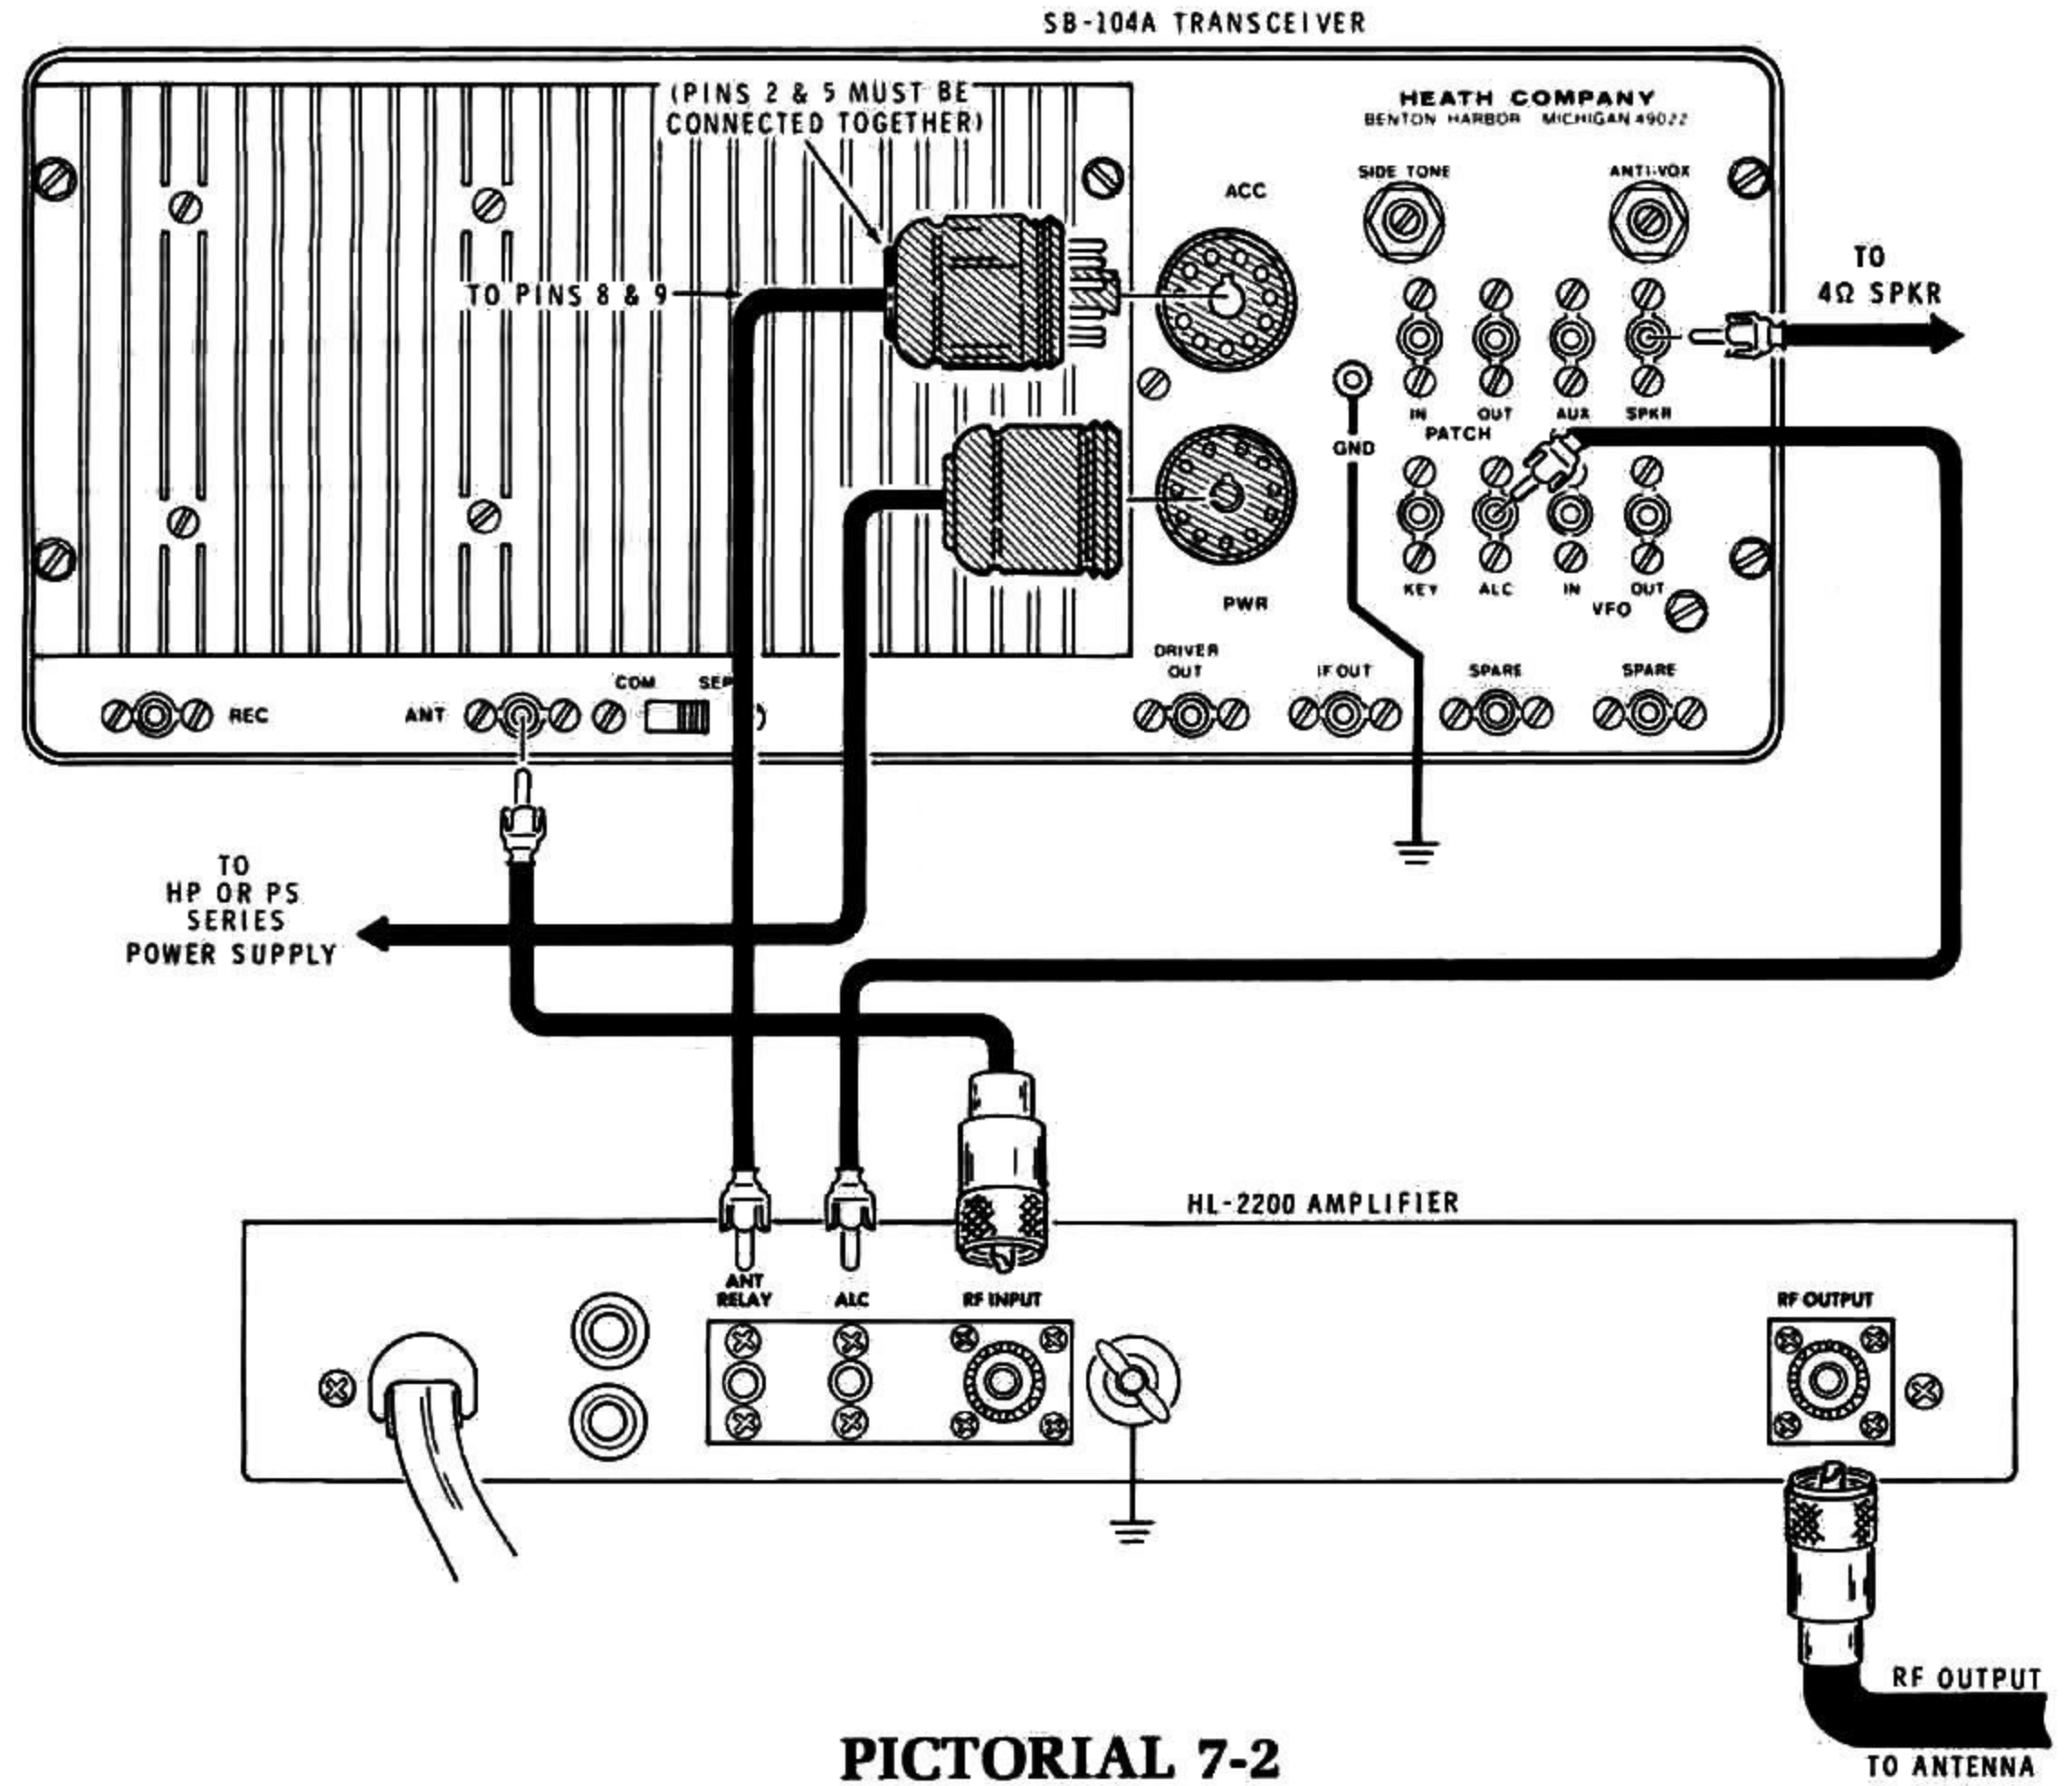 SB-104A TRANSCEIVER
(PINS 2 & 5 MUST BE
CONNECTED TOGETHER)
HEATH COMPANY
BENTON HARBOR MICHIGAN 49022
SIDE TONE
ANTI-VOX
ACC
TO
4Ω SPKR
TO PINS 8 & 9
IN
OUT
AUX
SPKR
PATCH
GND
KEY
ALC
IN
OUT
VFO
PWR
DRIVER
OUT
IF OUT
SPARE
SPARE
COM
SEP
REC
ANT
TO
HP OR PS
SERIES
POWER SUPPLY
HL-2200 AMPLIFIER
ANT
RELAY
ALC
RF INPUT
RF OUTPUT
RF OUTPUT
TO ANTENNA
PICTORIAL 7-2